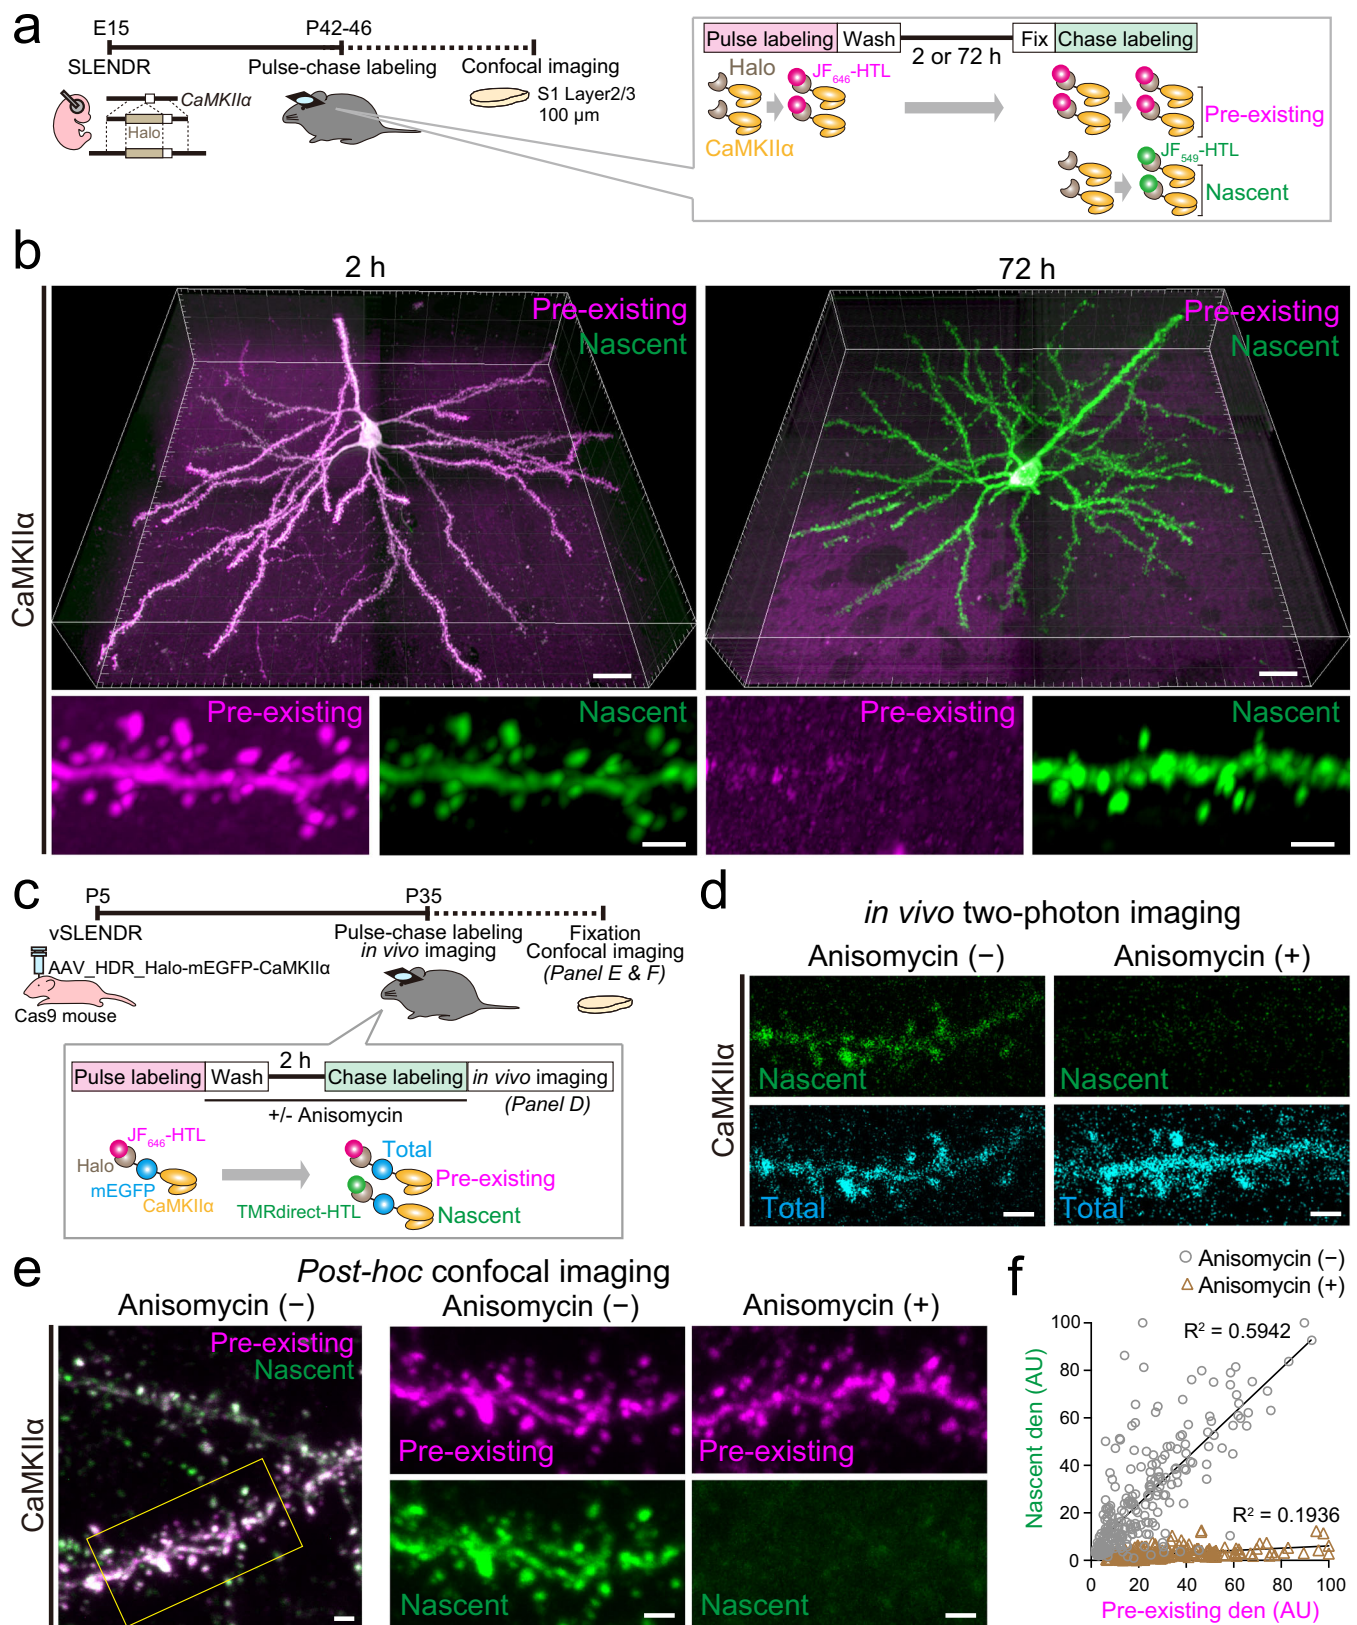 a
E15
P42-46
SLENDR
Pulse-chase labeling
Confocal imaging
CaMKIIα
Halo
S1 Layer2/3
100 µm
Pulse labeling
Wash
2 or 72 h
Fix
Chase labeling
Halo
JF646-HTL
CaMKIIα
Pre-existing
JF549-HTL
Nascent
b
2 h
72 h
CaMKIIα
Pre-existing
Nascent
Pre-existing
Nascent
Pre-existing
Nascent
Pre-existing
Nascent
c
P5
P35
vSLENDR
Pulse-chase labeling
in vivo imaging
Fixation
Confocal imaging
(Panel E & F)
AAV_HDR_Halo-mEGFP-CaMKIIα
Cas9 mouse
Pulse labeling
Wash
2 h
Chase labeling
in vivo imaging
+/- Anisomycin
(Panel D)
JF646-HTL
Halo
mEGFP
CaMKIIα
Total
Pre-existing
TMRdirect-HTL
Nascent
d
in vivo two-photon imaging
Anisomycin (−)
Anisomycin (+)
CaMKIIα
Nascent
Nascent
Total
Total
e
Post-hoc confocal imaging
Anisomycin (−)
Anisomycin (−)
Anisomycin (+)
CaMKIIα
Pre-existing
Nascent
Pre-existing
Pre-existing
Nascent
Nascent
f
Anisomycin (−)
Anisomycin (+)
Nascent den (AU)
100
80
60
40
20
0
R² = 0.5942
R² = 0.1936
0 20 40 60 80 100
Pre-existing den (AU)